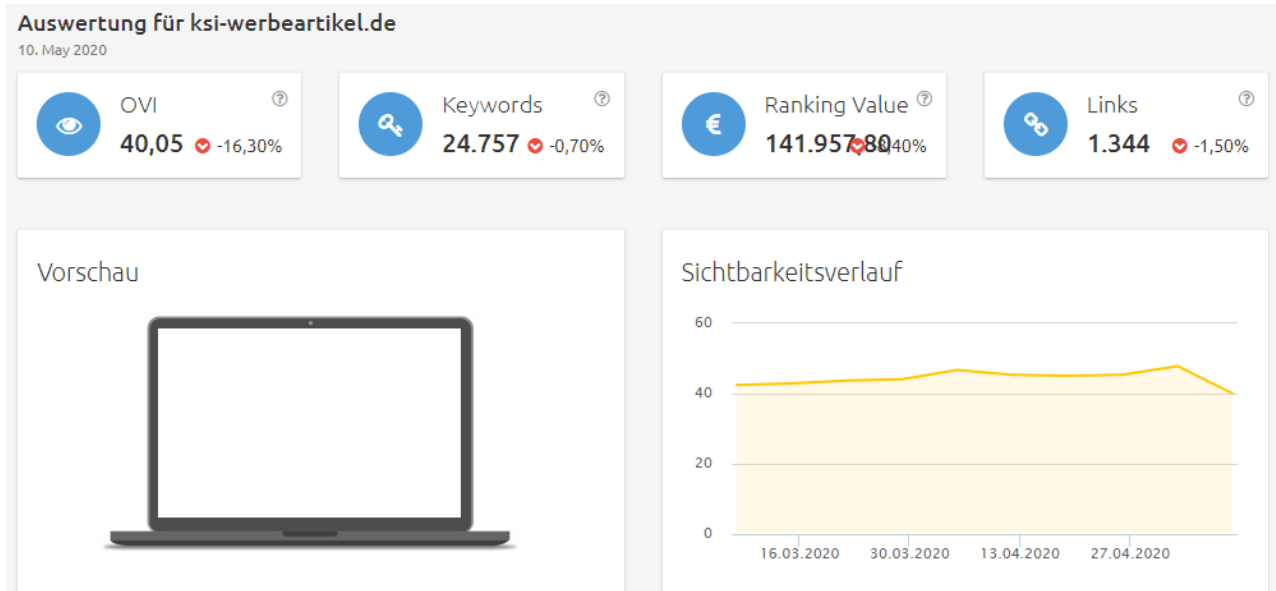 Auswertung für ksi-werbeartikel.de
10. May 2020
OVI
40,05 -16,30%
Keywords
24.757 -0,70%
Ranking Value
141.957,80 40%
Links
1.344 -1,50%
Vorschau
Sichtbarkeitsverlauf
60
40
20
0
16.03.2020 30.03.2020 13.04.2020 27.04.2020